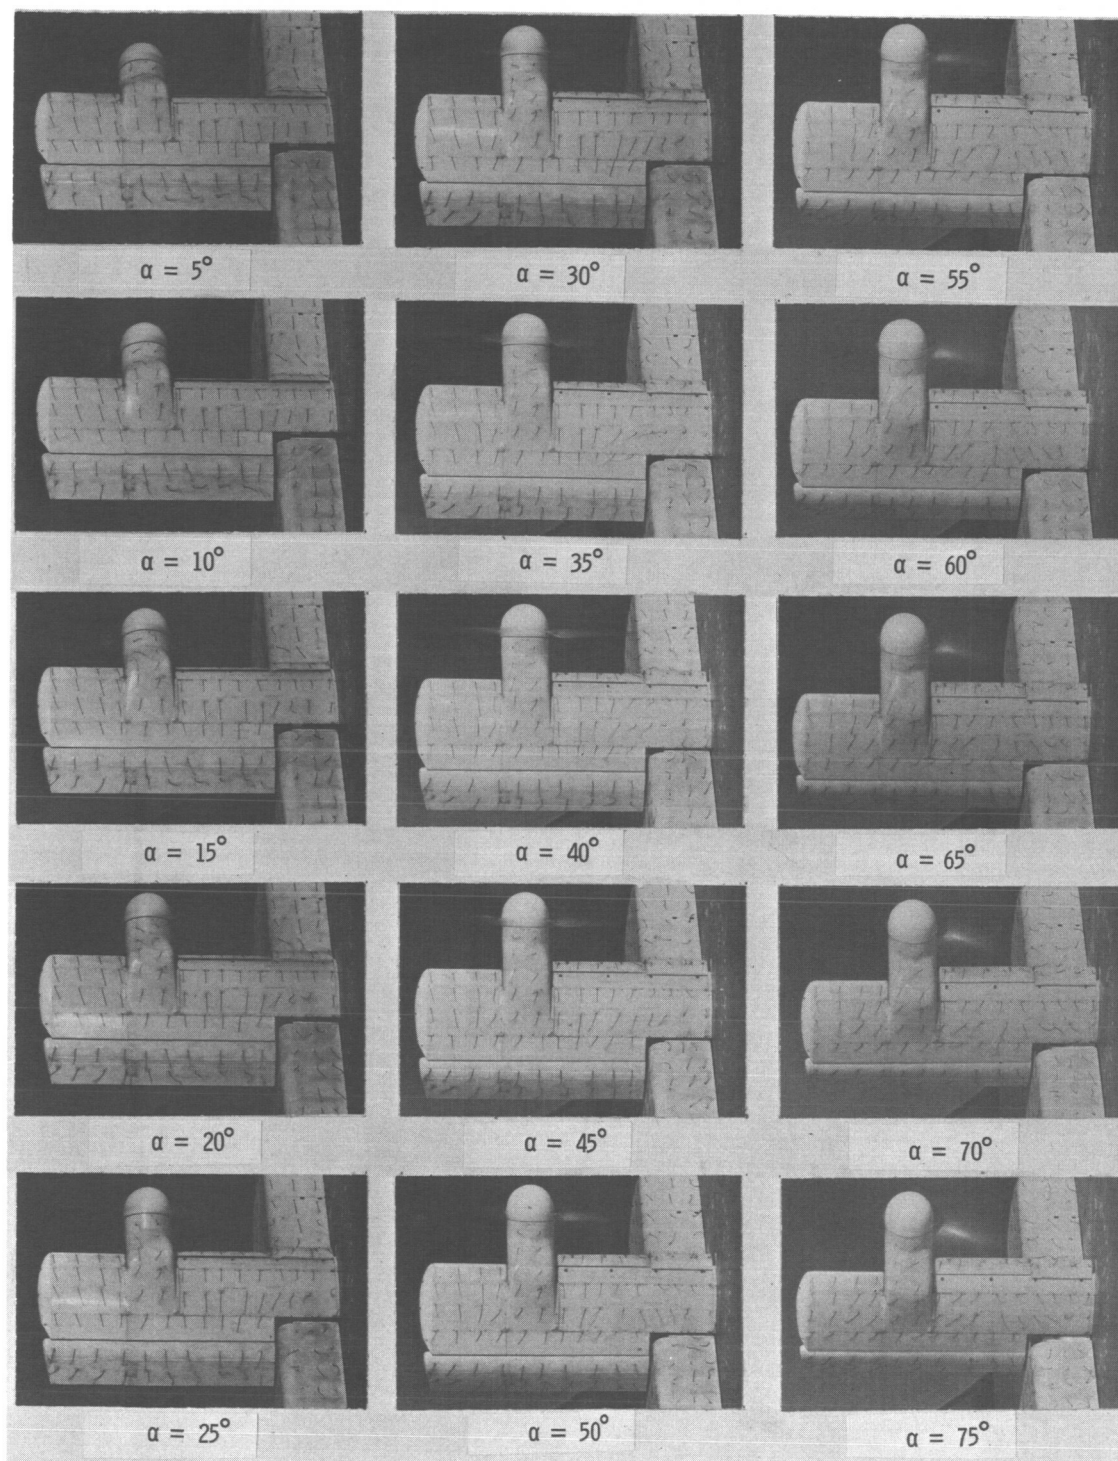 α = 5°
α = 30°
α = 55°
α = 10°
α = 35°
α = 60°
α = 15°
α = 40°
α = 65°
α = 20°
α = 45°
α = 70°
α = 25°
α = 50°
α = 75°